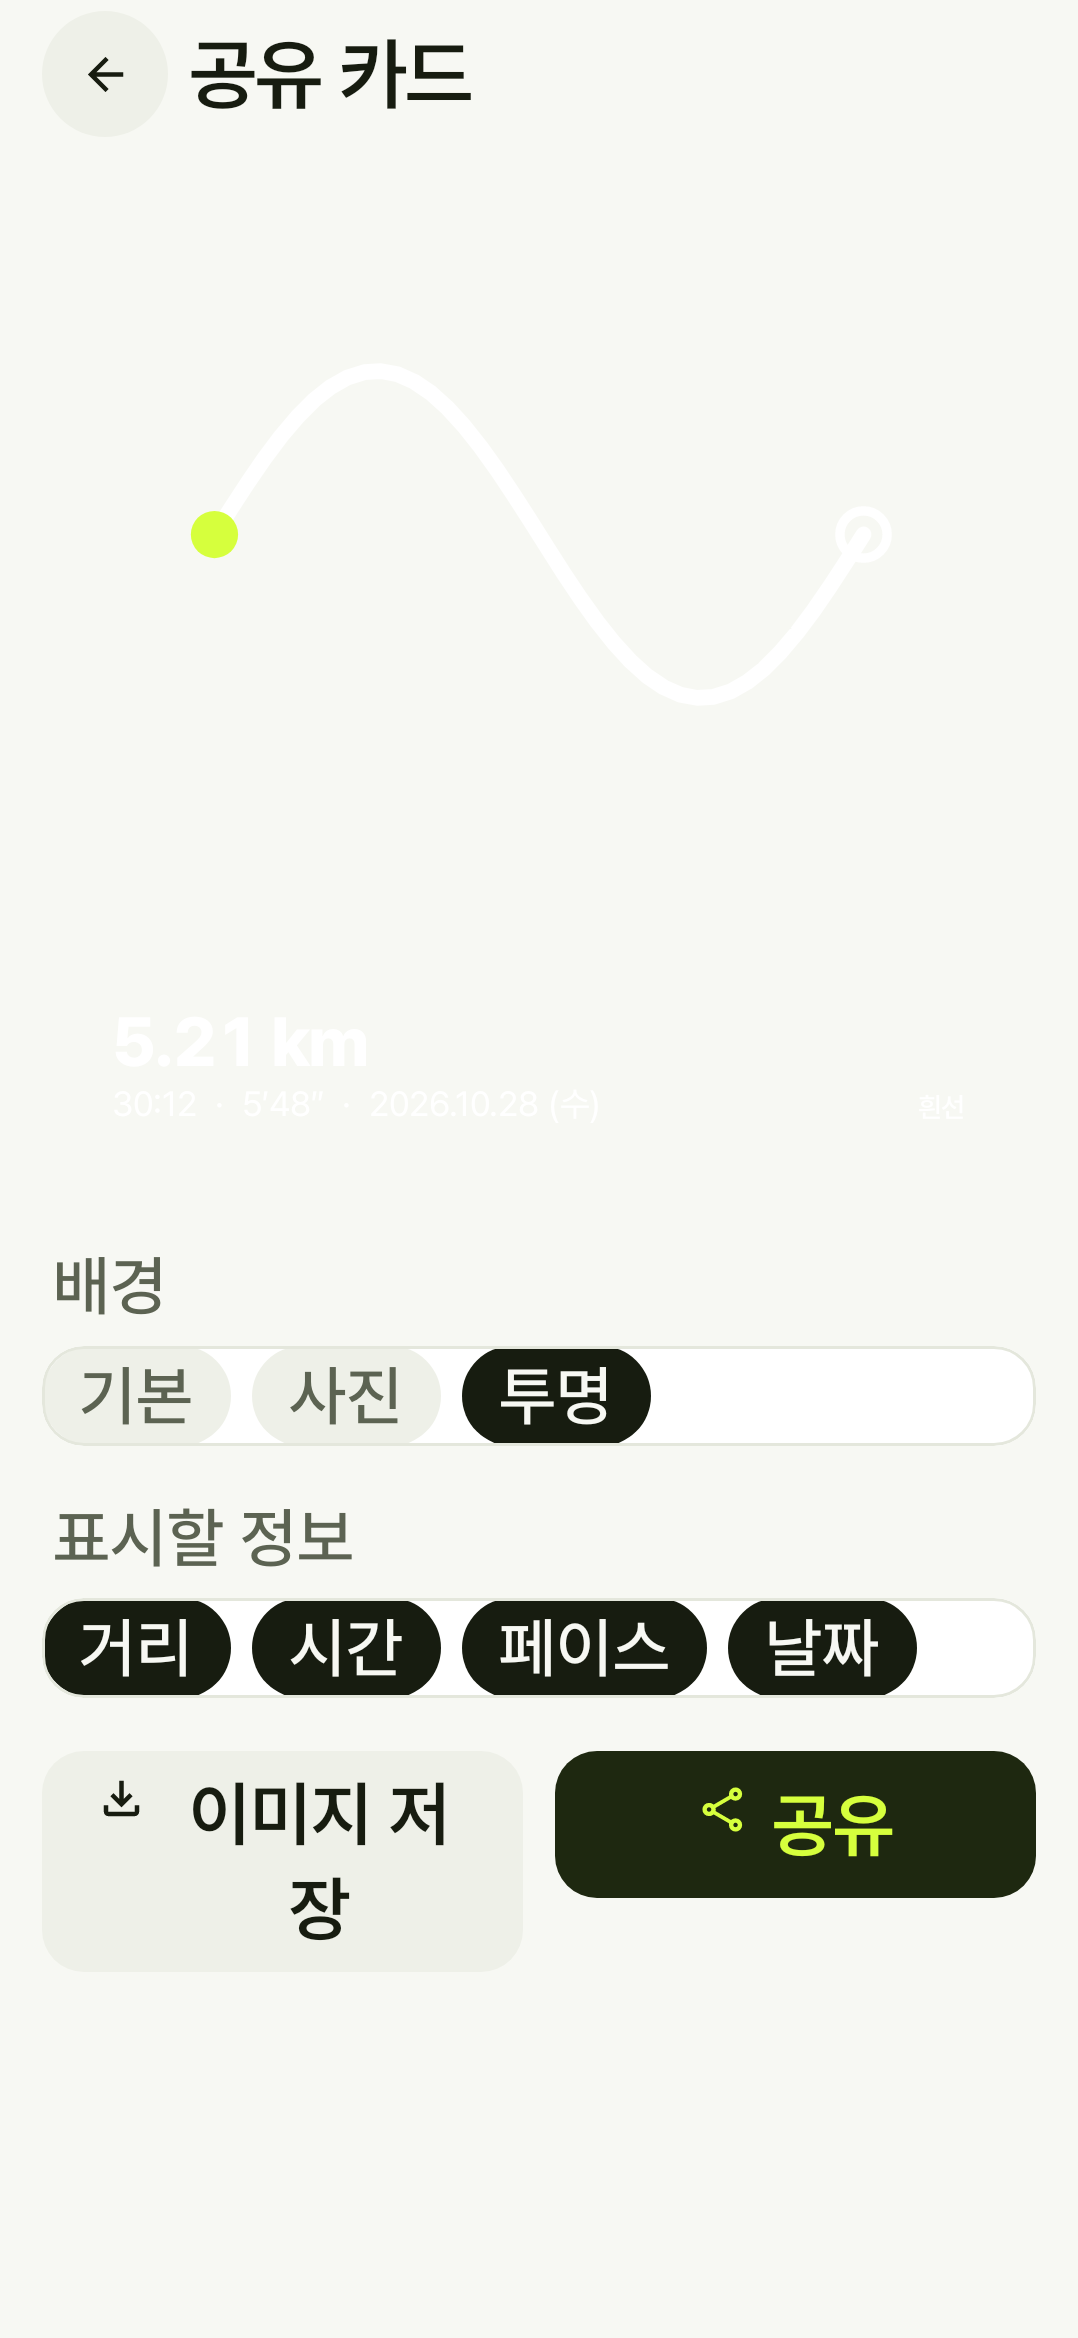 공유 카드
5.21 km
30:12 · 5'48" · 2026.10.28 (수)
흰선
배경
기본 사진 투명
표시할 정보
거리 시간 페이스 날짜
이미지 저
장
공유